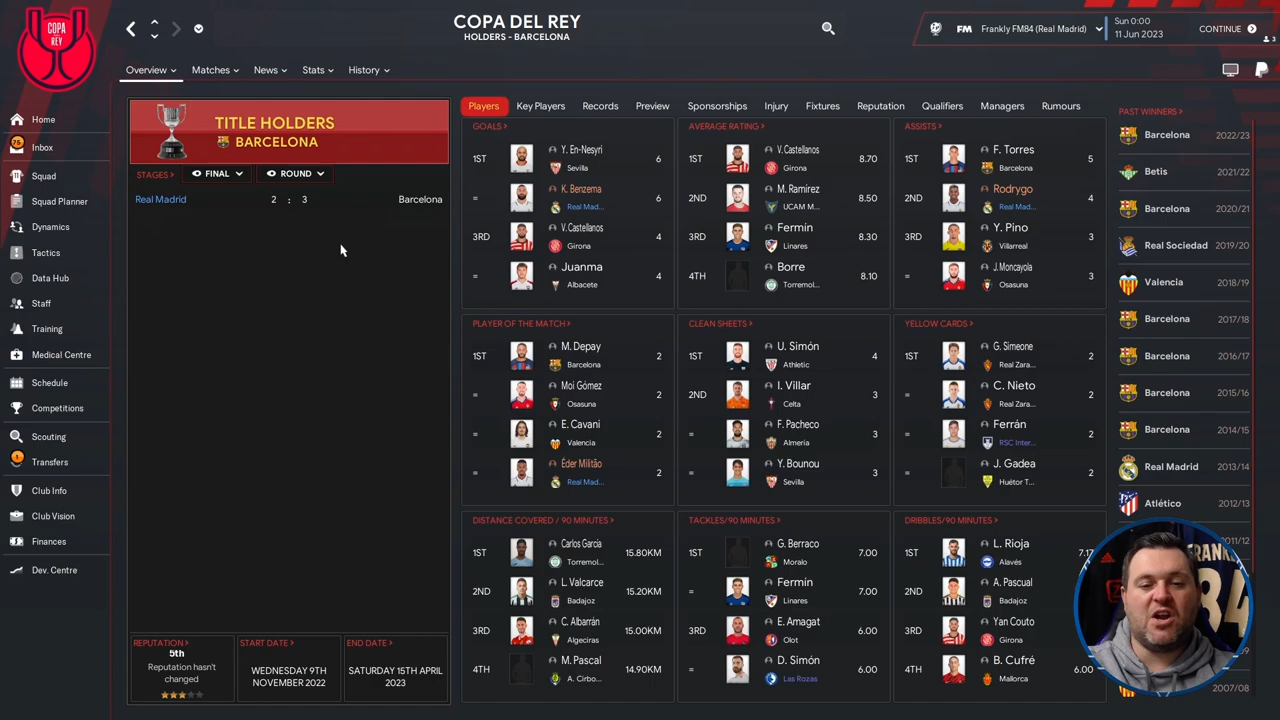 COPA DEL REY
COPA DEL REY
HOLDERS - BARCELONA
FM Frankly FM84 (Real Madrid)
Sun 0:00
11 Jun 2023
CONTINUE
3
Overview
Matches
News
Stats
History
Home
75
Inbox
Squad
Squad Planner
Dynamics
Tactics
Data Hub
Staff
Training
Medical Centre
Schedule
Competitions
Scouting
Transfers
Club Info
Club Vision
Finances
Dev. Centre
TITLE HOLDERS
BARCELONA
STAGES > FINAL ROUND
Real Madrid 2 : 3 Barcelona
REPUTATION >
5th
Reputation hasn't
changed
START DATE >
WEDNESDAY 9TH
NOVEMBER 2022
END DATE >
SATURDAY 15TH APRIL
2023
Players Key Players Records Preview Sponsorships Injury Fixtures Reputation Qualifiers Managers Rumours
GOALS >
1ST Y. En-Nesyri 6
Sevilla
= K. Benzema 6
Real Mad...
3RD V. Castellanos 4
Girona
= Juanma 4
Albacete
AVERAGE RATING >
1ST V. Castellanos 8.70
Girona
2ND M. Ramírez 8.50
UCAM M...
3RD Fermín 8.30
Linares
4TH Borre 8.10
Torremol...
ASSISTS >
1ST F. Torres 5
Barcelona
2ND Rodrygo 4
Real Mad...
3RD Y. Pino 3
Villarreal
= J. Moncayola 3
Osasuna
PLAYER OF THE MATCH >
1ST M. Depay 2
Barcelona
= Moi Gómez 2
Osasuna
= E. Cavani 2
Valencia
= Éder Militão 2
Real Mad...
CLEAN SHEETS >
1ST U. Simón 4
Athletic
2ND I. Villar 3
Celta
= F. Pacheco 3
Almería
= Y. Bounou 3
Sevilla
YELLOW CARDS >
1ST G. Simeone 2
Real Zara...
= C. Nieto 2
Real Zara...
= Ferrán 2
RSC Inter...
= J. Gadea 2
Huétor T...
DISTANCE COVERED / 90 MINUTES >
1ST Carlos García 15.80KM
Torremol...
2ND L. Valcarce 15.20KM
Badajoz
3RD C. Albarrán 15.00KM
Algeciras
4TH M. Pascal 14.90KM
A. Cirbo...
TACKLES/90 MINUTES >
1ST G. Berraco 7.00
Moralo
= Fermín 7.00
Linares
3RD E. Amagat 6.00
Olot
= D. Simón 6.00
Las Rozas
DRIBBLES/90 MINUTES >
1ST L. Rioja 7.17
Alavés
2ND A. Pascual
Badajoz
3RD Yan Couto
Girona
4TH B. Cufré 6.00
Mallorca
PAST WINNERS >
Barcelona 2022/23
Betis 2021/22
Barcelona 2020/21
Real Sociedad 2019/20
Valencia 2018/19
Barcelona 2017/18
Barcelona 2016/17
Barcelona 2015/16
Barcelona 2014/15
Real Madrid 2013/14
Atlético 2012/13
2011/12
2007/08